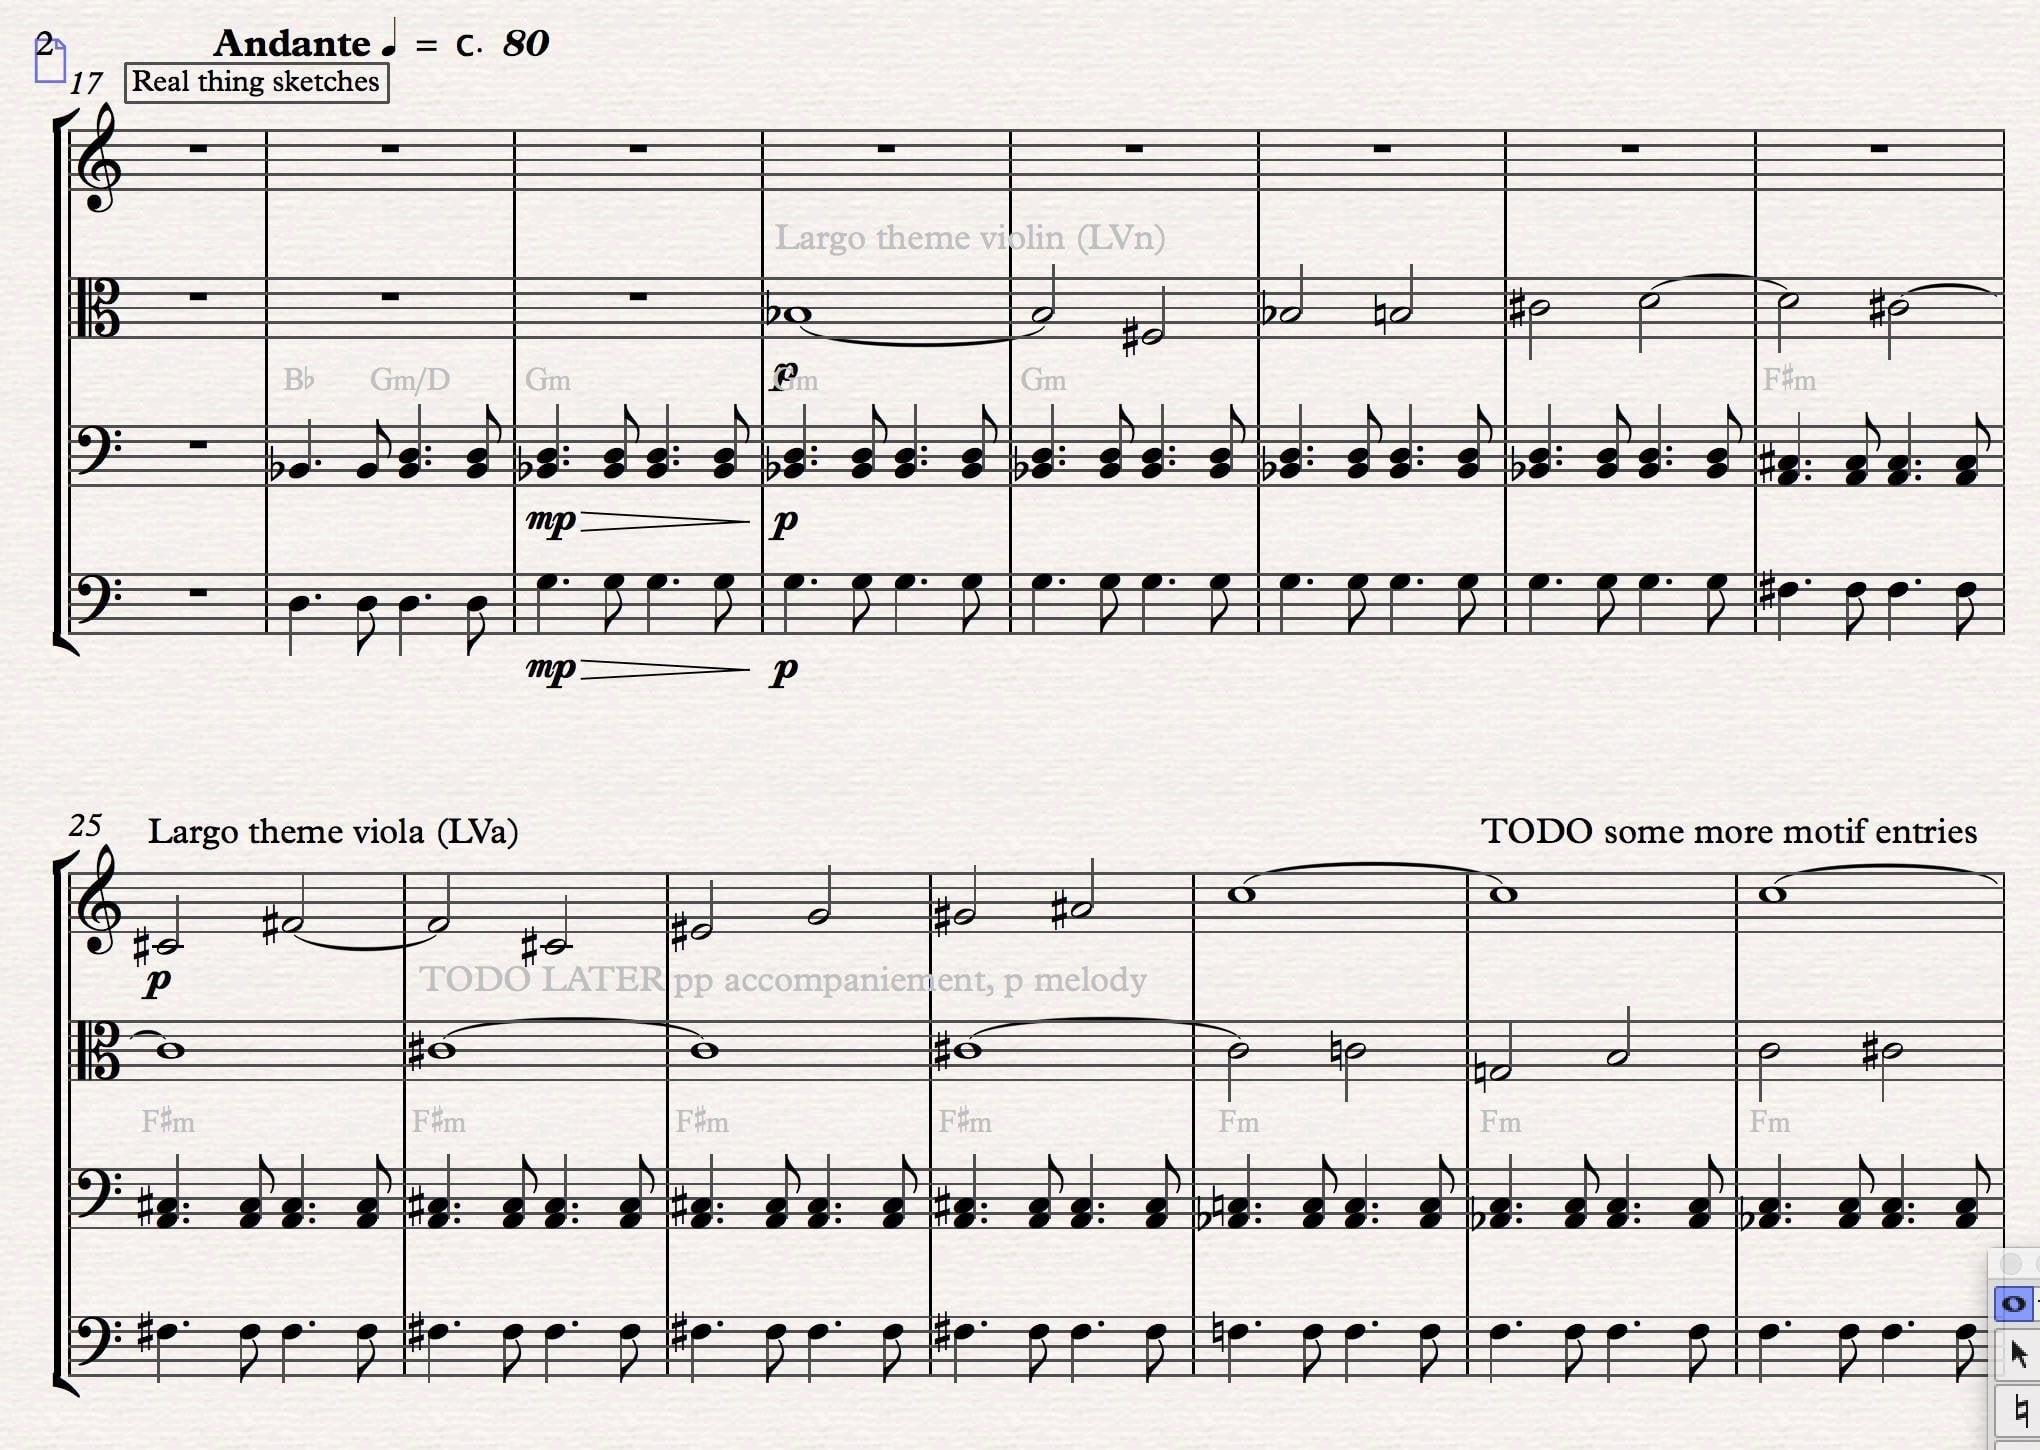 2
Andante ♩ = c. 80
17
Real thing sketches
Largo theme violin (LVn)
p
B♭ Gm/D Gm Gm Gm F♯m
mp p
mp p
25
Largo theme viola (LVa)
TODO some more motif entries
p
TODO LATER pp accompaniement, p melody
F♯m F♯m F♯m F♯m Fm Fm Fm